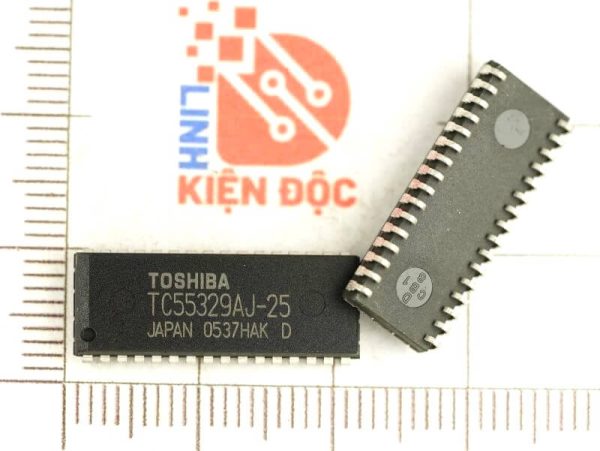 LINH
KIỆN ĐỘC
TOSHIBA
TC55329AJ-25
JAPAN 0537HAK D